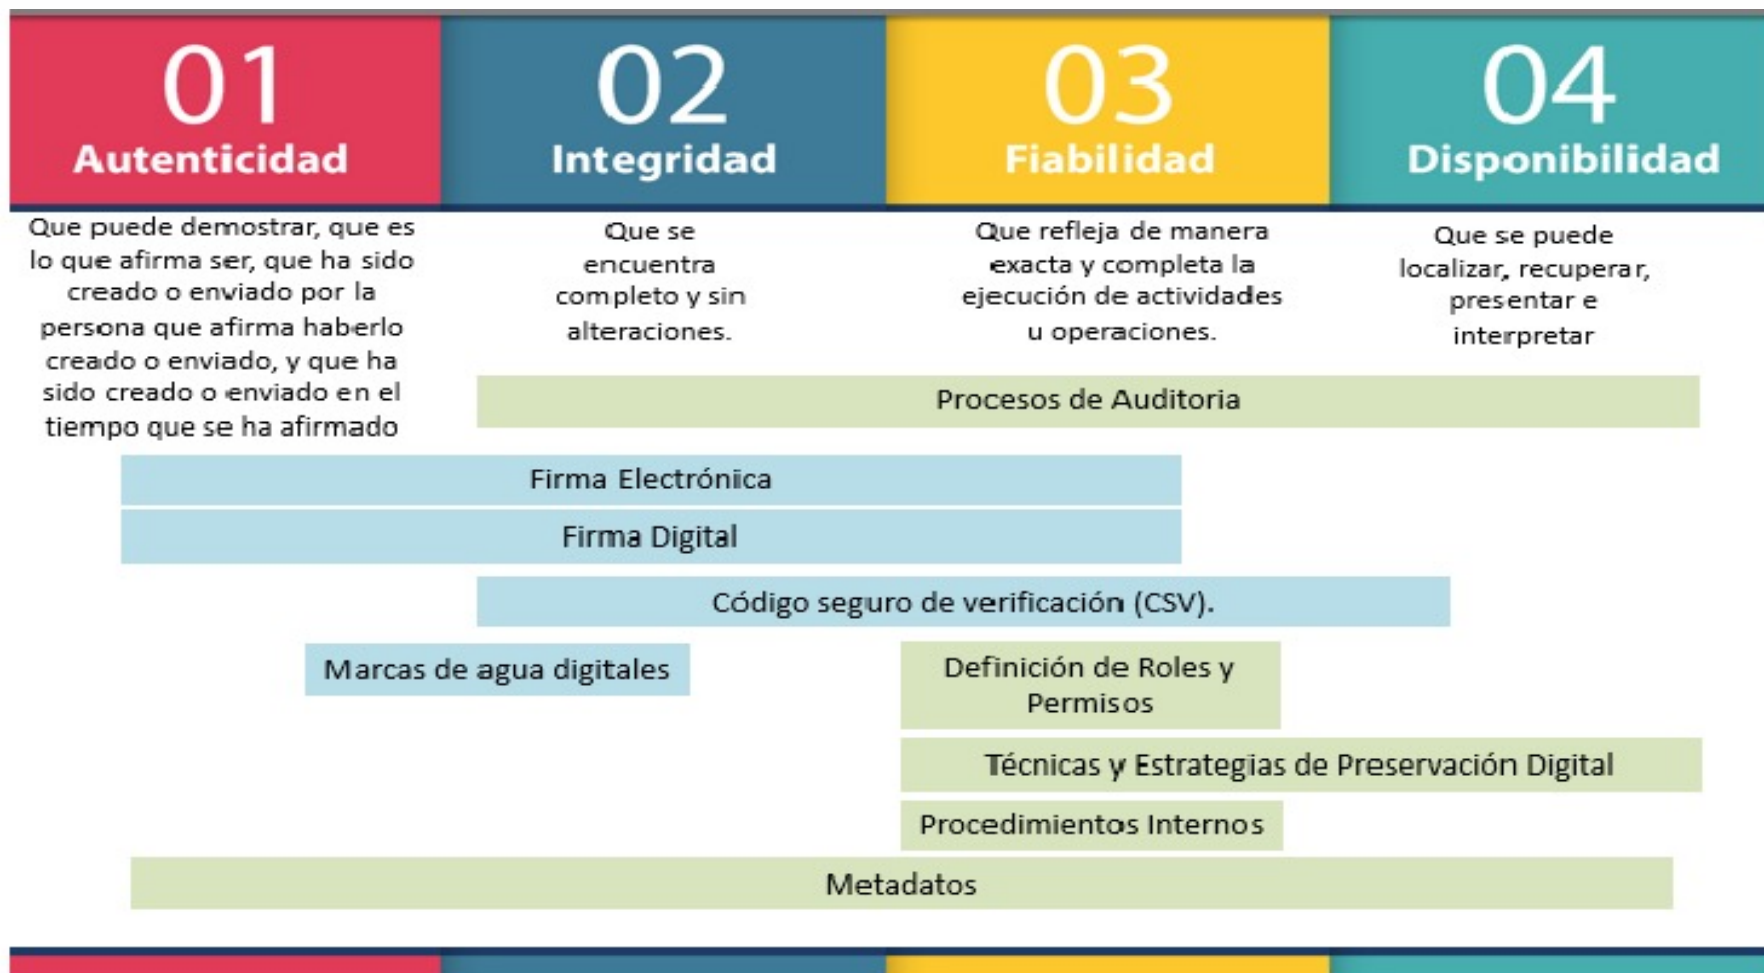 01
Autenticidad
02
Integridad
03
Fiabilidad
04
Disponibilidad
Que puede demostrar, que es
lo que afirma ser, que ha sido
creado o enviado por la
persona que afirma haberlo
creado o enviado, y que ha
sido creado o enviado en el
tiempo que se ha afirmado
Que se
encuentra
completo y sin
alteraciones.
Que refleja de manera
exacta y completa la
ejecución de actividades
u operaciones.
Que se puede
localizar, recuperar,
presentar e
interpretar
Procesos de Auditoria
Firma Electrónica
Firma Digital
Código seguro de verificación (CSV).
Marcas de agua digitales
Definición de Roles y
Permisos
Técnicas y Estrategias de Preservación Digital
Procedimientos Internos
Metadatos